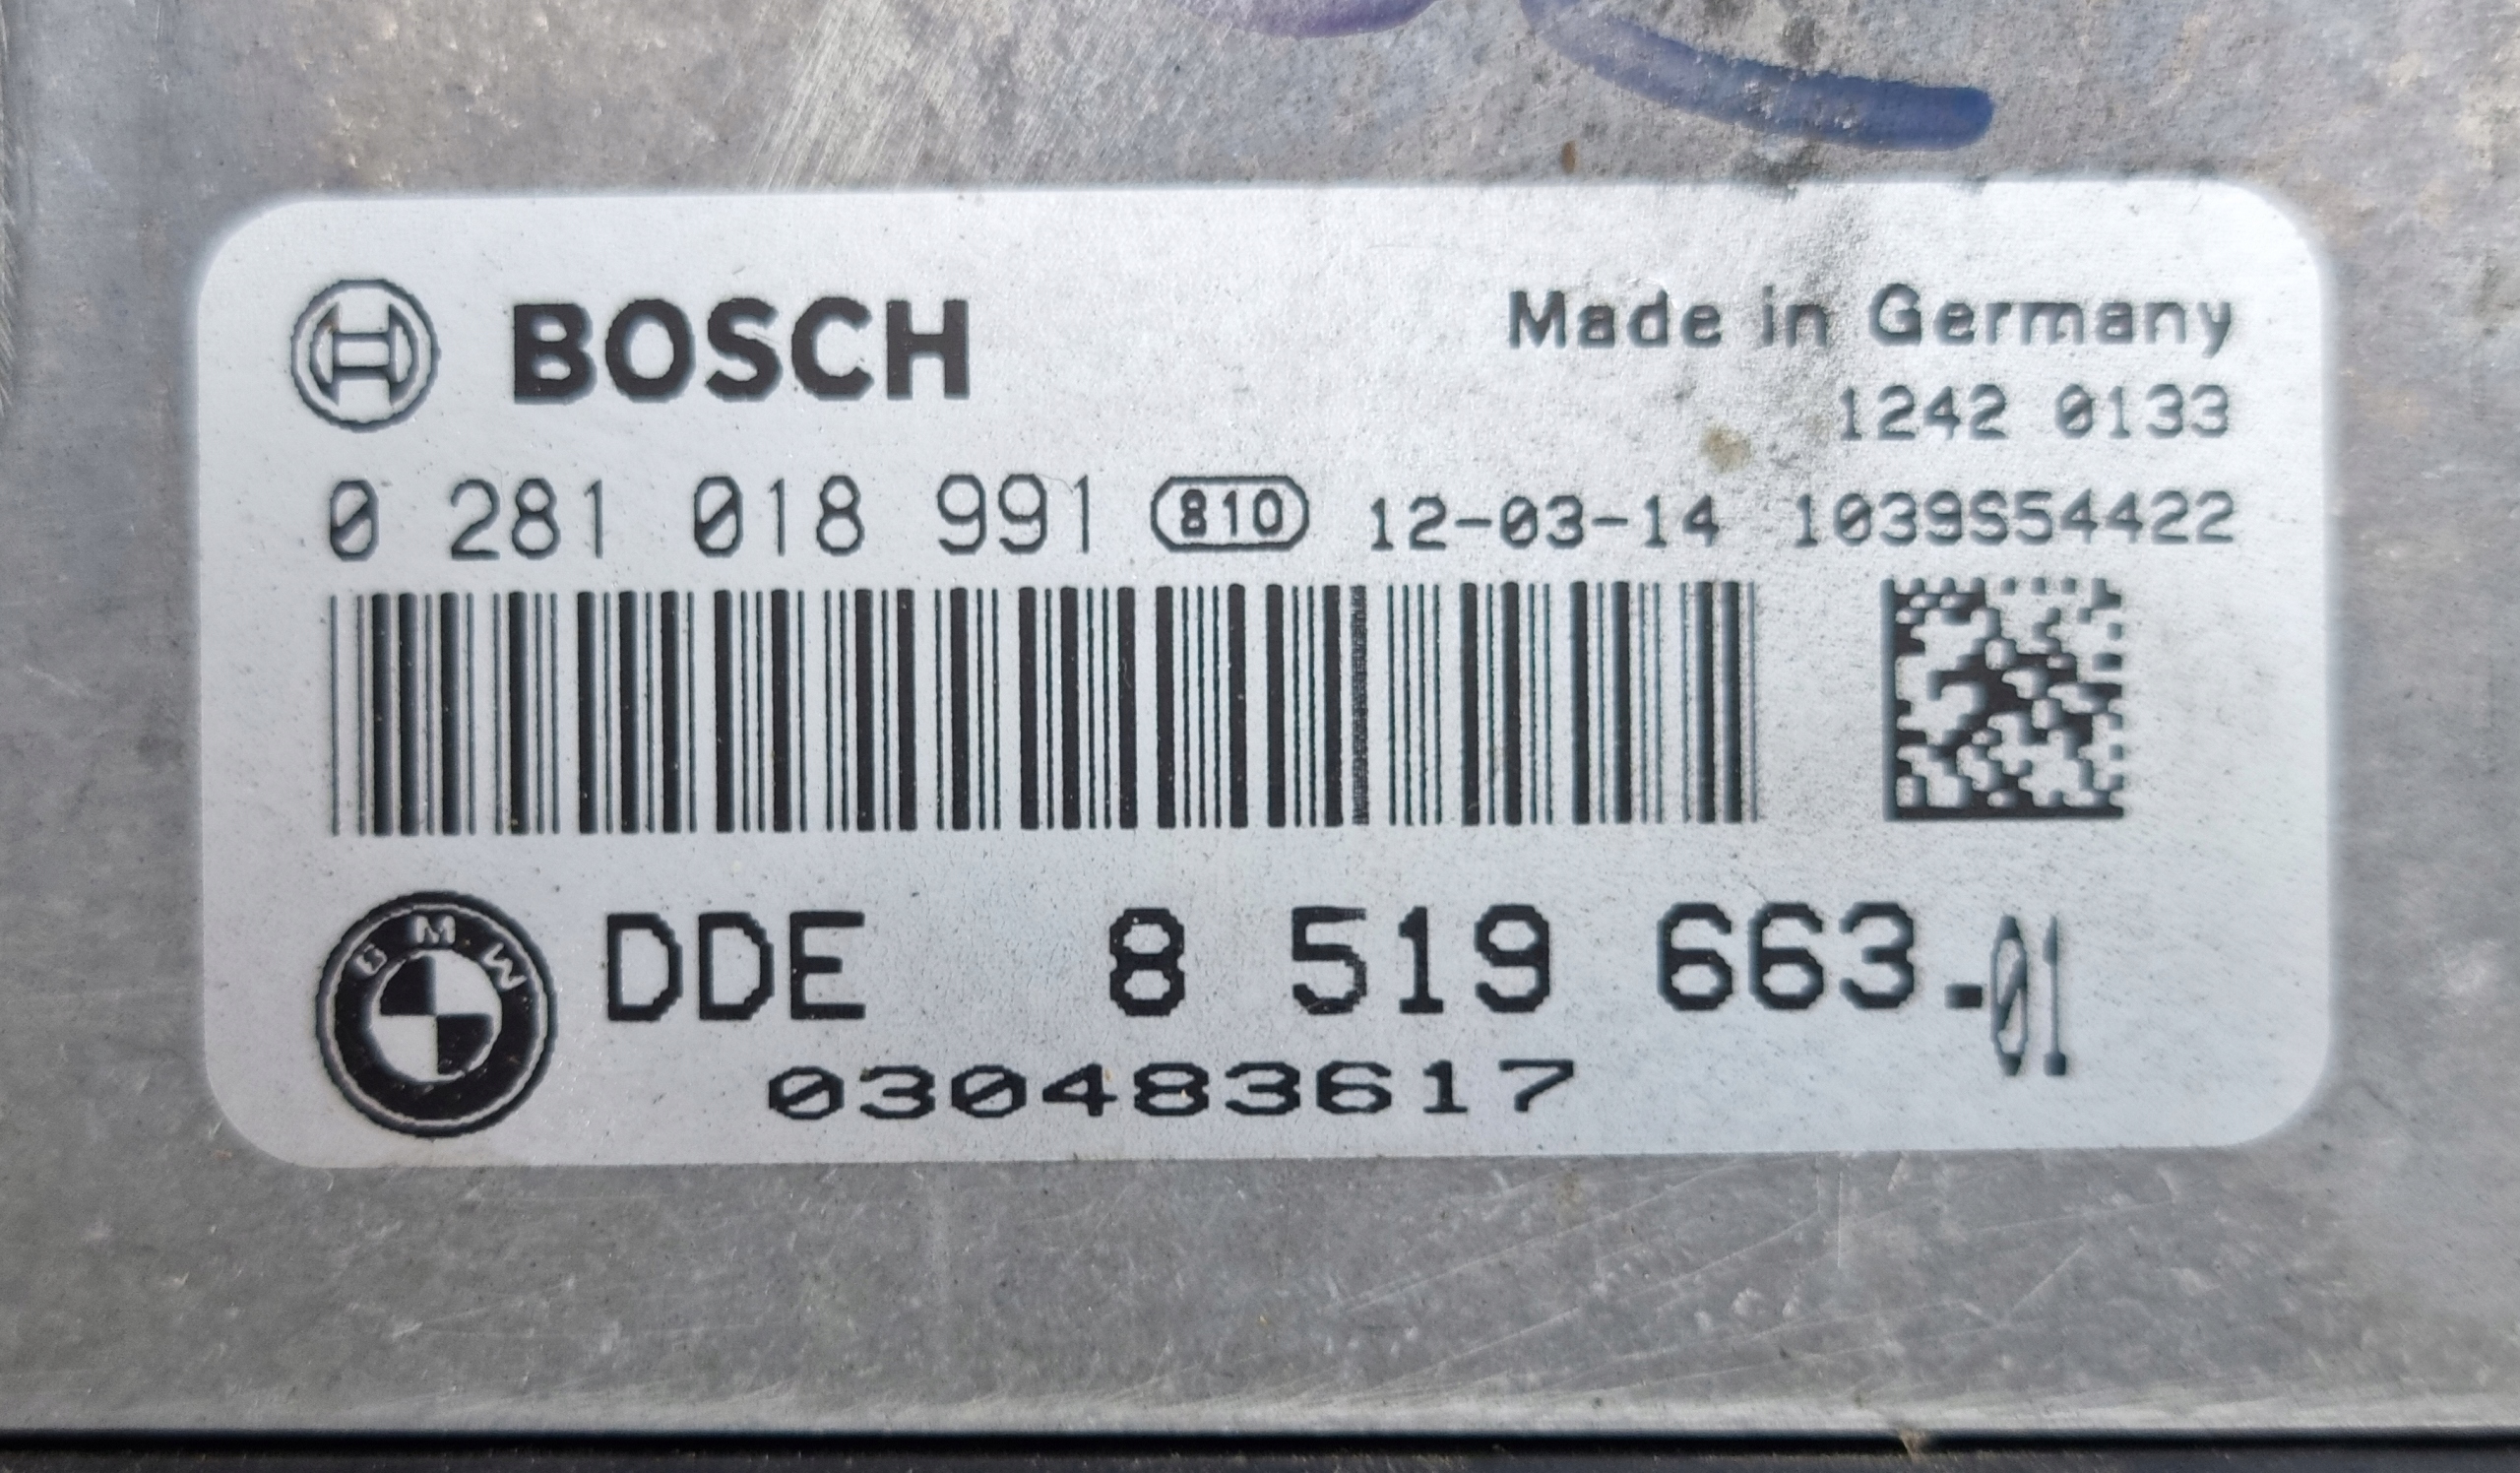 BOSCH
Made in Germany
1242 0133
0 281 018 991 810 12-03-14 1039S54422
BMW
DDE 8 519 663-01
030483617